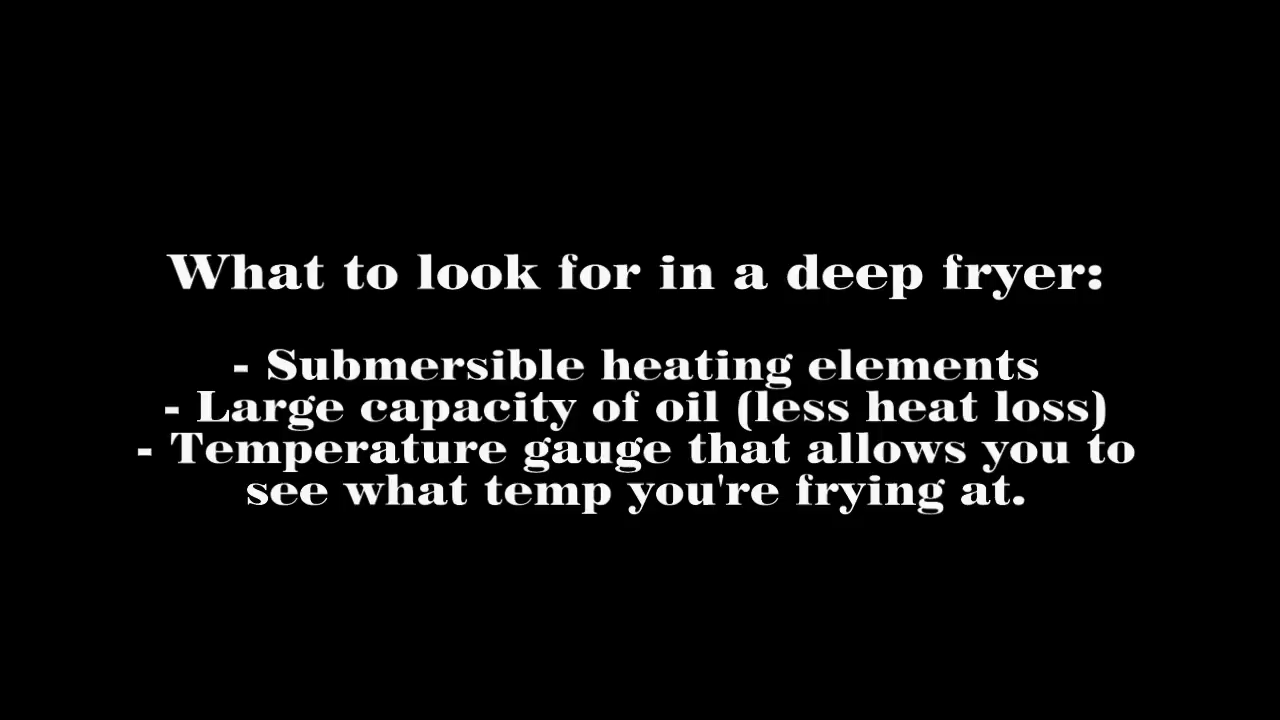 What to look for in a deep fryer:
- Submersible heating elements
- Large capacity of oil (less heat loss)
- Temperature gauge that allows you to
see what temp you're frying at.